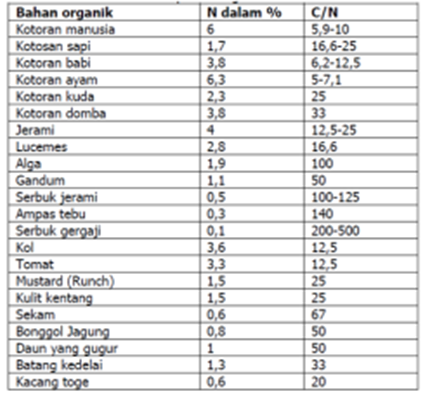 Bahan organik N dalam % C/N
Kotoran manusia 6 5,9-10
Kotosan sapi 1,7 16,6-25
Kotoran babi 3,8 6,2-12,5
Kotoran ayam 6,3 5-7,1
Kotoran kuda 2,3 25
Kotoran domba 3,8 33
Jerami 4 12,5-25
Lucemes 2,8 16,6
Alga 1,9 100
Gandum 1,1 50
Serbuk jerami 0,5 100-125
Ampas tebu 0,3 140
Serbuk gergaji 0,1 200-500
Kol 3,6 12,5
Tomat 3,3 12,5
Mustard (Runch) 1,5 25
Kulit kentang 1,5 25
Sekam 0,6 67
Bonggol Jagung 0,8 50
Daun yang gugur 1 50
Batang kedelai 1,3 33
Kacang toge 0,6 20